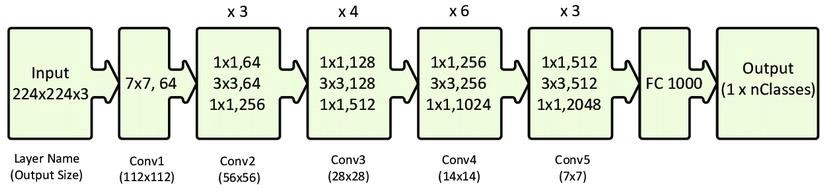 x 3
x 4
x 6
x 3
Input
224x224x3
7x7, 64
1x1,64
3x3,64
1x1,256
1x1,128
3x3,128
1x1,512
1x1,256
3x3,256
1x1,1024
1x1,512
3x3,512
1x1,2048
FC 1000
Output
(1 x nClasses)
Layer Name
(Output Size)
Conv1
(112x112)
Conv2
(56x56)
Conv3
(28x28)
Conv4
(14x14)
Conv5
(7x7)